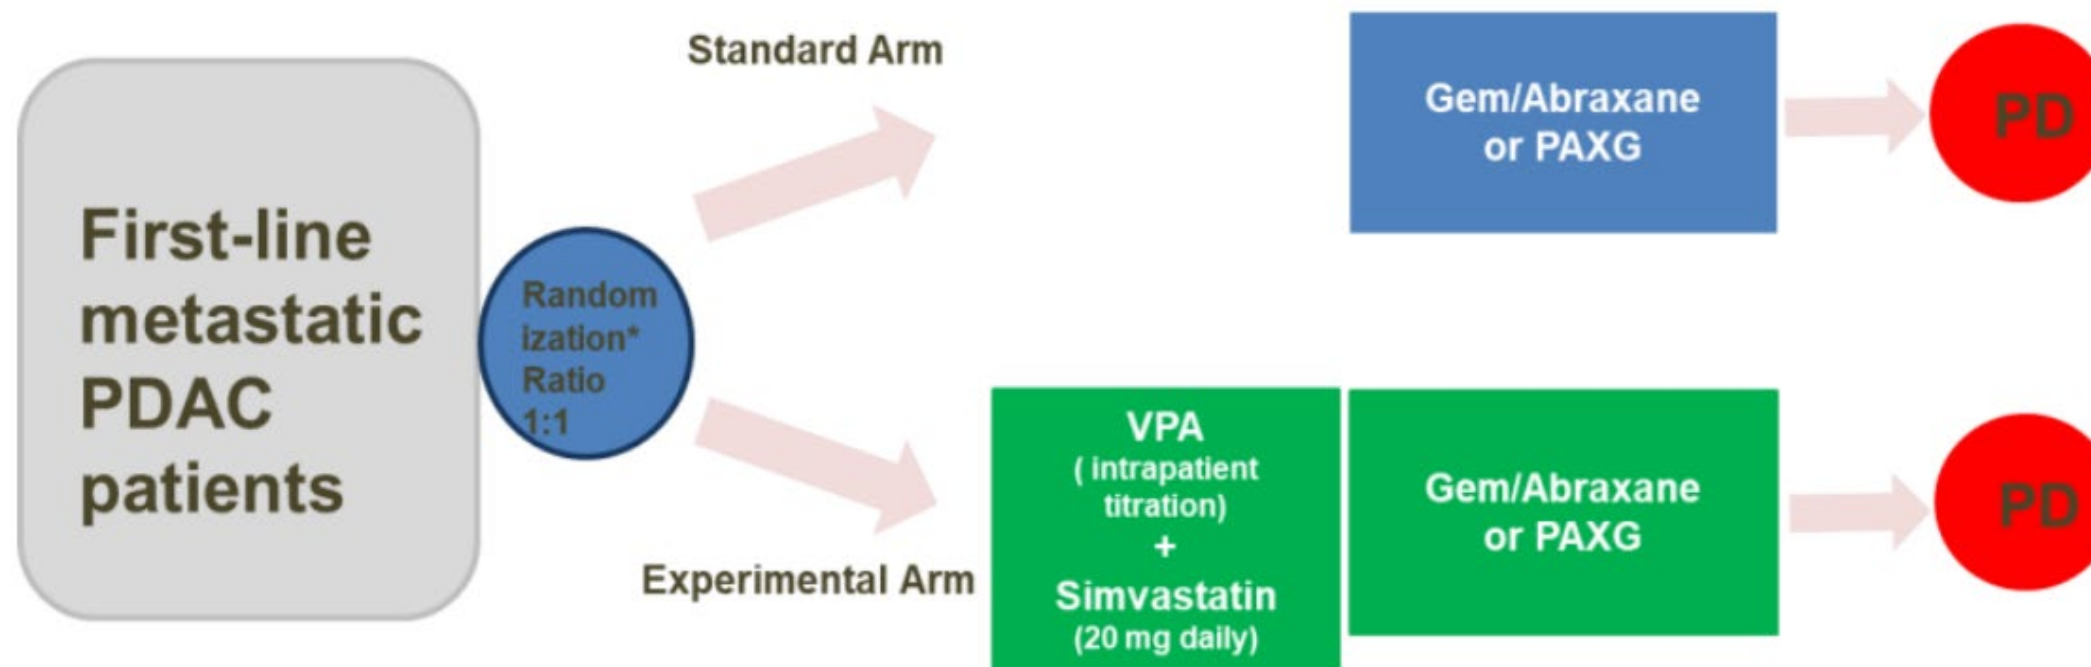 First-line
metastatic
PDAC
patients
Random
ization*
Ratio
1:1
Standard Arm
Gem/Abraxane
or PAXG
PD
Experimental Arm
VPA
( intrapatient
titration)
+
Simvastatin
(20 mg daily)
Gem/Abraxane
or PAXG
PD